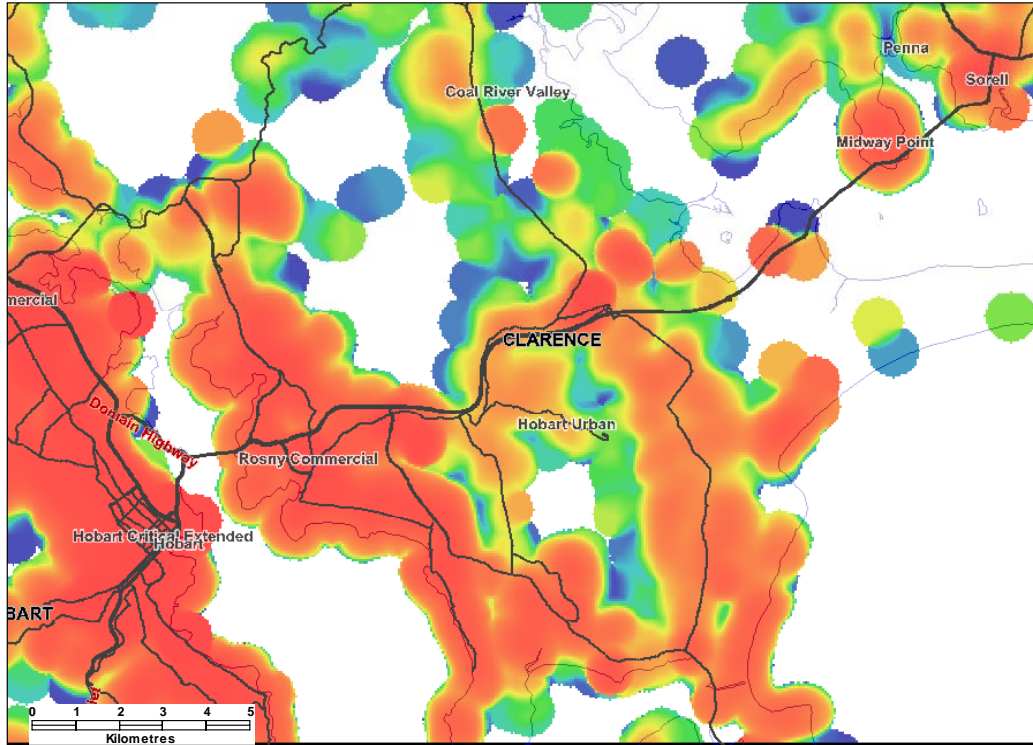 Penna
Sorell
Coal River Valley
Midway Point
mercial
CLARENCE
Domain Highway
Hobart Urban
Rosny Commercial
Hobart Critical Extended
Hobart
BART
0 1 2 3 4 5
Kilometres